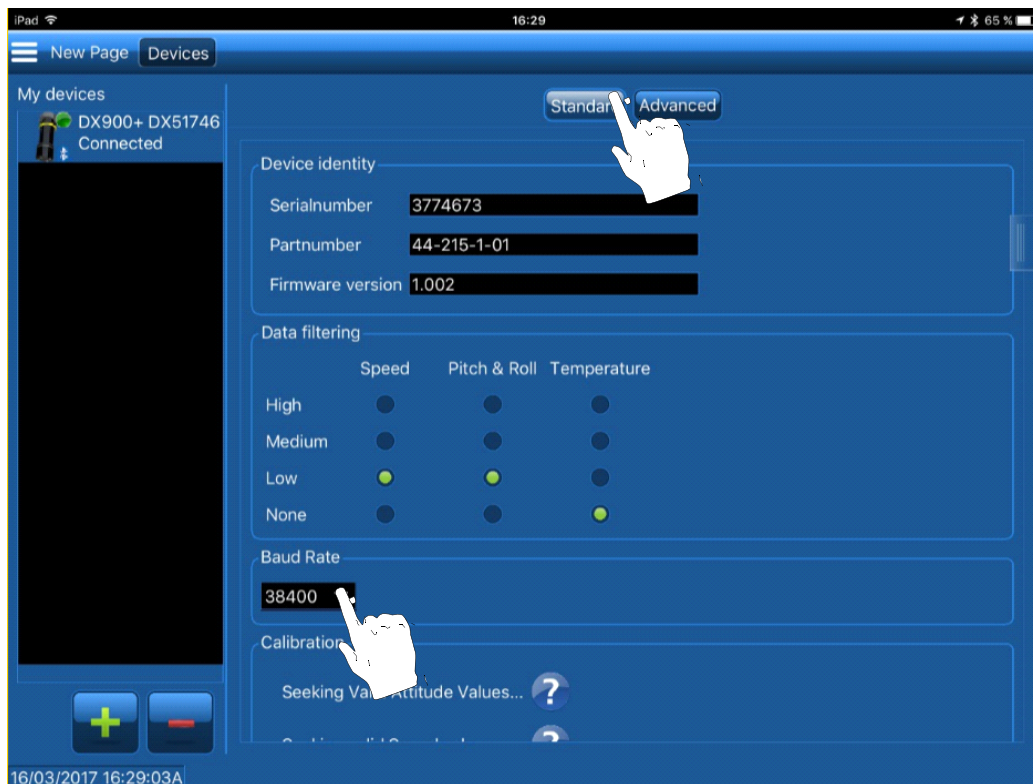 iPad 16:29 65 %
New Page Devices
My devices
DX900+ DX51746
Connected
Standard Advanced
Device identity
Serialnumber 3774673
Partnumber 44-215-1-01
Firmware version 1.002
Data filtering
Speed Pitch & Roll Temperature
High
Medium
Low
None
Baud Rate
38400
Calibration
Seeking Attitude Values... ?
16/03/2017 16:29:03A